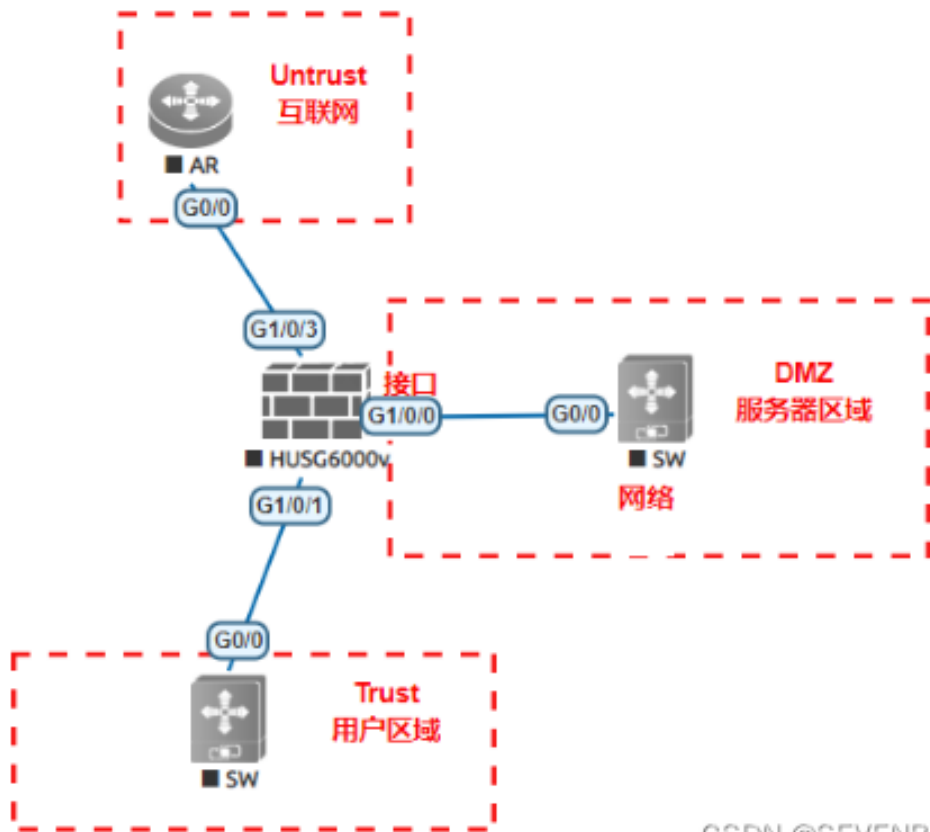 Untrust
互联网
■ AR
G0/0
G1/0/3
接口
G1/0/0
G0/0
DMZ
服务器区域
■ HUSG6000v
■ SW
网络
G1/0/1
G0/0
Trust
用户区域
■ SW